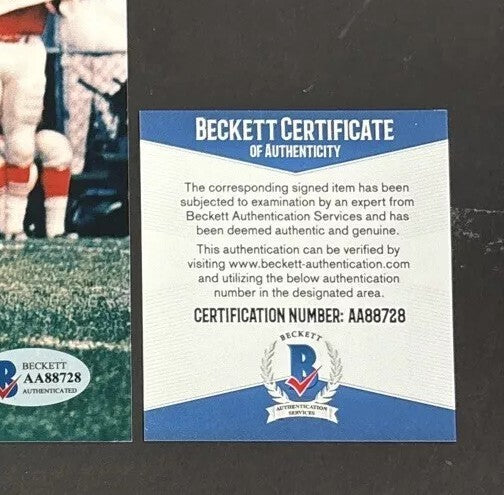 BECKETT CERTIFICATE
OF AUTHENTICITY
The corresponding signed item has been
subjected to examination by an expert from
Beckett Authentication Services and has
been deemed authentic and genuine.
This authentication can be verified by
visiting www.beckett-authentication.com
and utilizing the below authentication
number in the designated area.
CERTIFICATION NUMBER: AA88728
BECKETT
B
AUTHENTICATION
SERVICES
BECKETT
B
AA88728
AUTHENTICATED